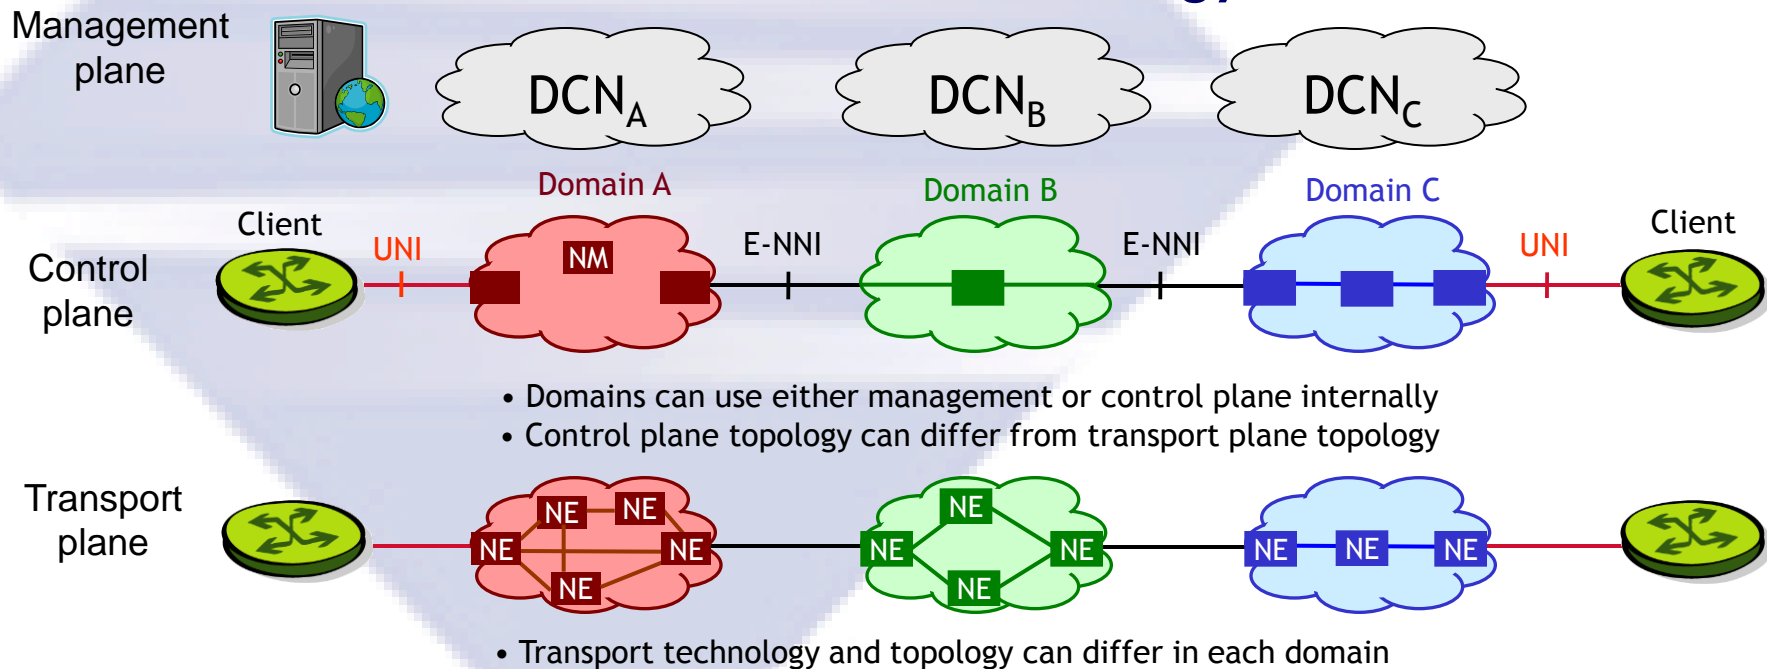 Management
plane
DCNA
DCNB
DCNC
Domain A
Domain B
Domain C
Client
UNI
NM
E-NNI
E-NNI
UNI
Client
Control
plane
• Domains can use either management or control plane internally
• Control plane topology can differ from transport plane topology
Transport
plane
NE
NE
NE
NE
NE
NE
NE
NE
NE
NE
NE
NE
• Transport technology and topology can differ in each domain